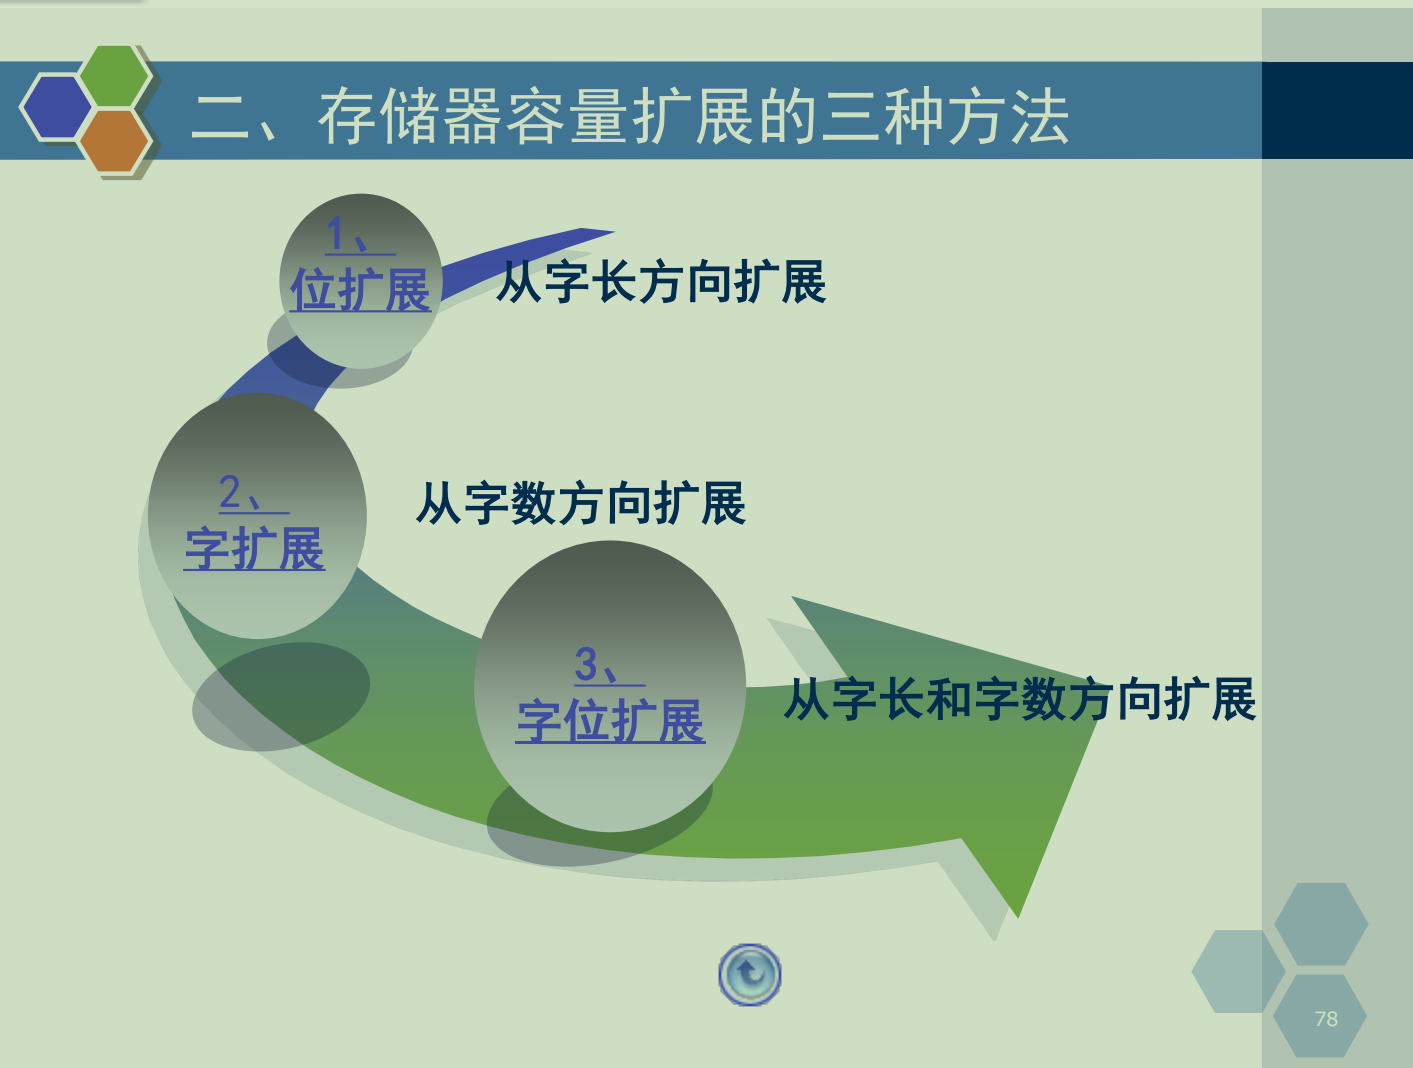 二、存储器容量扩展的三种方法
1、
位扩展
从字长方向扩展
2、
字扩展
从字数方向扩展
3、
字位扩展
从字长和字数方向扩展
78